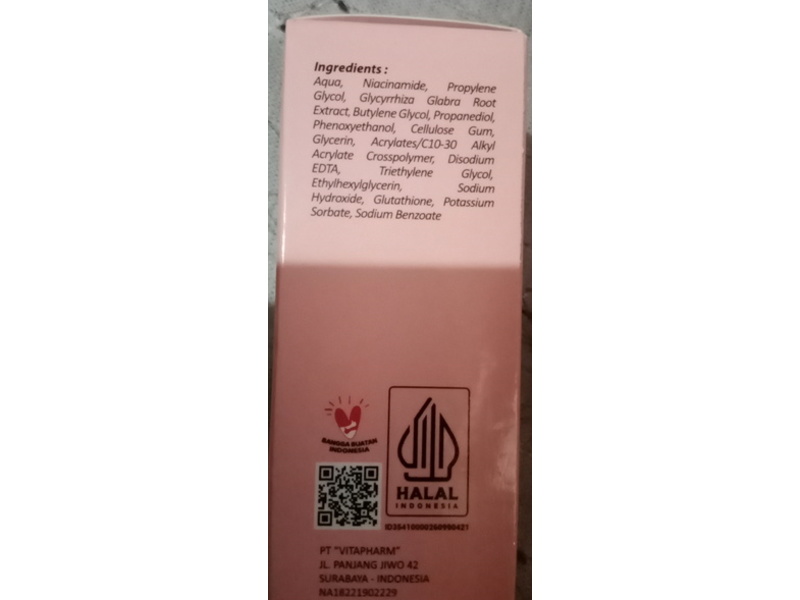 Ingredients :
Aqua, Niacinamide, Propylene
Glycol, Glycyrrhiza Glabra Root
Extract, Butylene Glycol, Propanediol,
Phenoxyethanol, Cellulose Gum,
Glycerin, Acrylates/C10-30 Alkyl
Acrylate Crosspolymer, Disodium
EDTA, Triethylene Glycol,
Ethylhexylglycerin, Sodium
Hydroxide, Glutathione, Potassium
Sorbate, Sodium Benzoate
BANGGA BUATAN
INDONESIA
HALAL
INDONESIA
ID35410000260990421
PT "VITAPHARM"
JL. PANJANG JIWO 42
SURABAYA - INDONESIA
NA18221902229